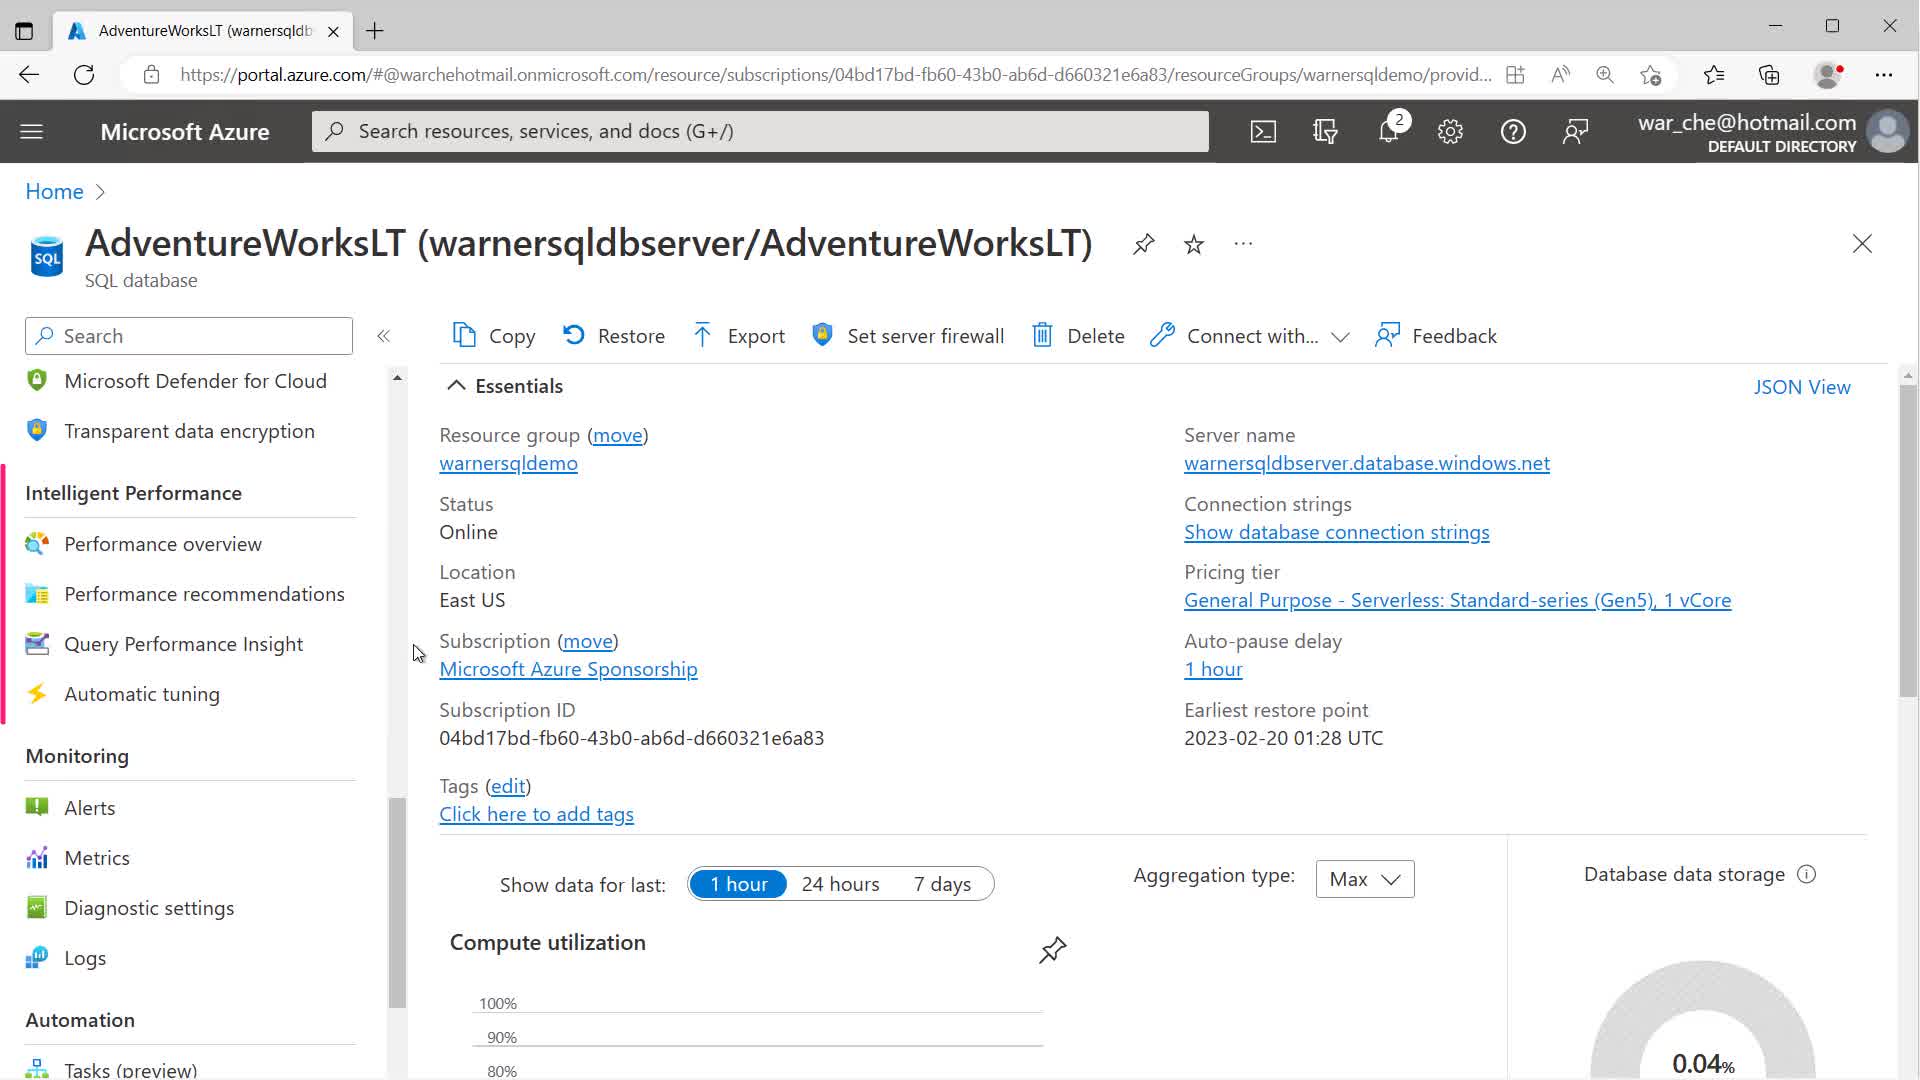 AdventureWorksLT (warnersqldb
https://portal.azure.com/#@warchehotmail.onmicrosoft.com/resource/subscriptions/04bd17bd-fb60-43b0-ab6d-d660321e6a83/resourceGroups/warnersqldemo/provid...
Microsoft Azure
Search resources, services, and docs (G+/)
2
war_che@hotmail.com
DEFAULT DIRECTORY
Home
AdventureWorksLT (warnersqldbserver/AdventureWorksLT)
SQL
SQL database
Search
Copy
Restore
Export
Set server firewall
Delete
Connect with...
Feedback
Microsoft Defender for Cloud
Transparent data encryption
Intelligent Performance
Performance overview
Performance recommendations
Query Performance Insight
Automatic tuning
Monitoring
Alerts
Metrics
Diagnostic settings
Logs
Automation
Tasks (preview)
Essentials
JSON View
Resource group (move)
warnersqldemo
Status
Online
Location
East US
Subscription (move)
Microsoft Azure Sponsorship
Subscription ID
04bd17bd-fb60-43b0-ab6d-d660321e6a83
Tags (edit)
Click here to add tags
Server name
warnersqldbserver.database.windows.net
Connection strings
Show database connection strings
Pricing tier
General Purpose - Serverless: Standard-series (Gen5), 1 vCore
Auto-pause delay
1 hour
Earliest restore point
2023-02-20 01:28 UTC
Show data for last:
1 hour
24 hours
7 days
Aggregation type:
Max
Compute utilization
100%
90%
80%
Database data storage
0.04%